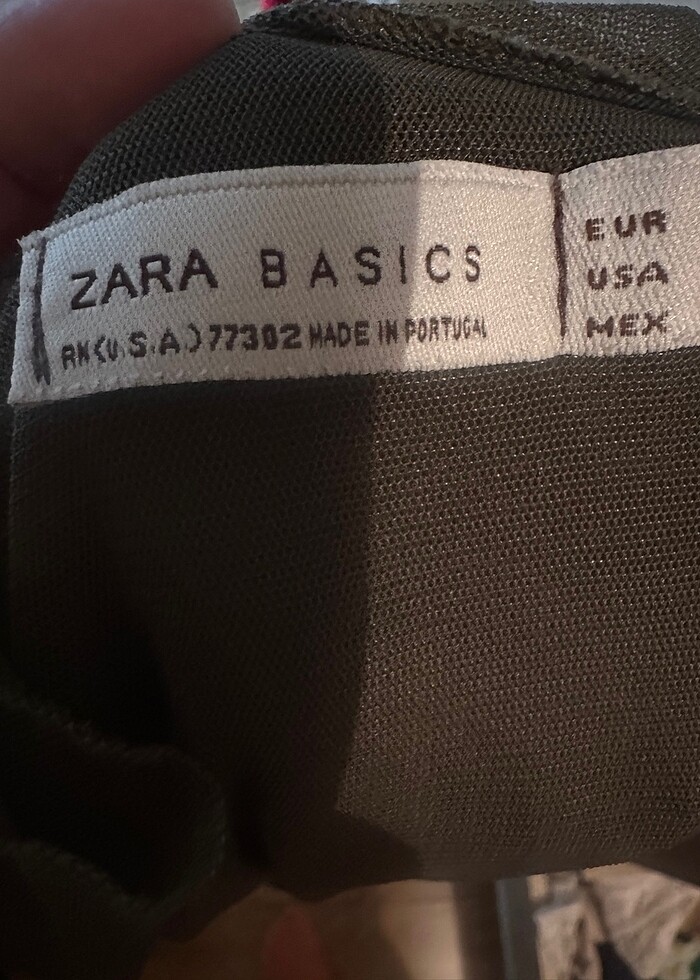 ZARA BASICS
RN(U.S.A.)77302 MADE IN PORTUGAL
EUR
USA
MEX